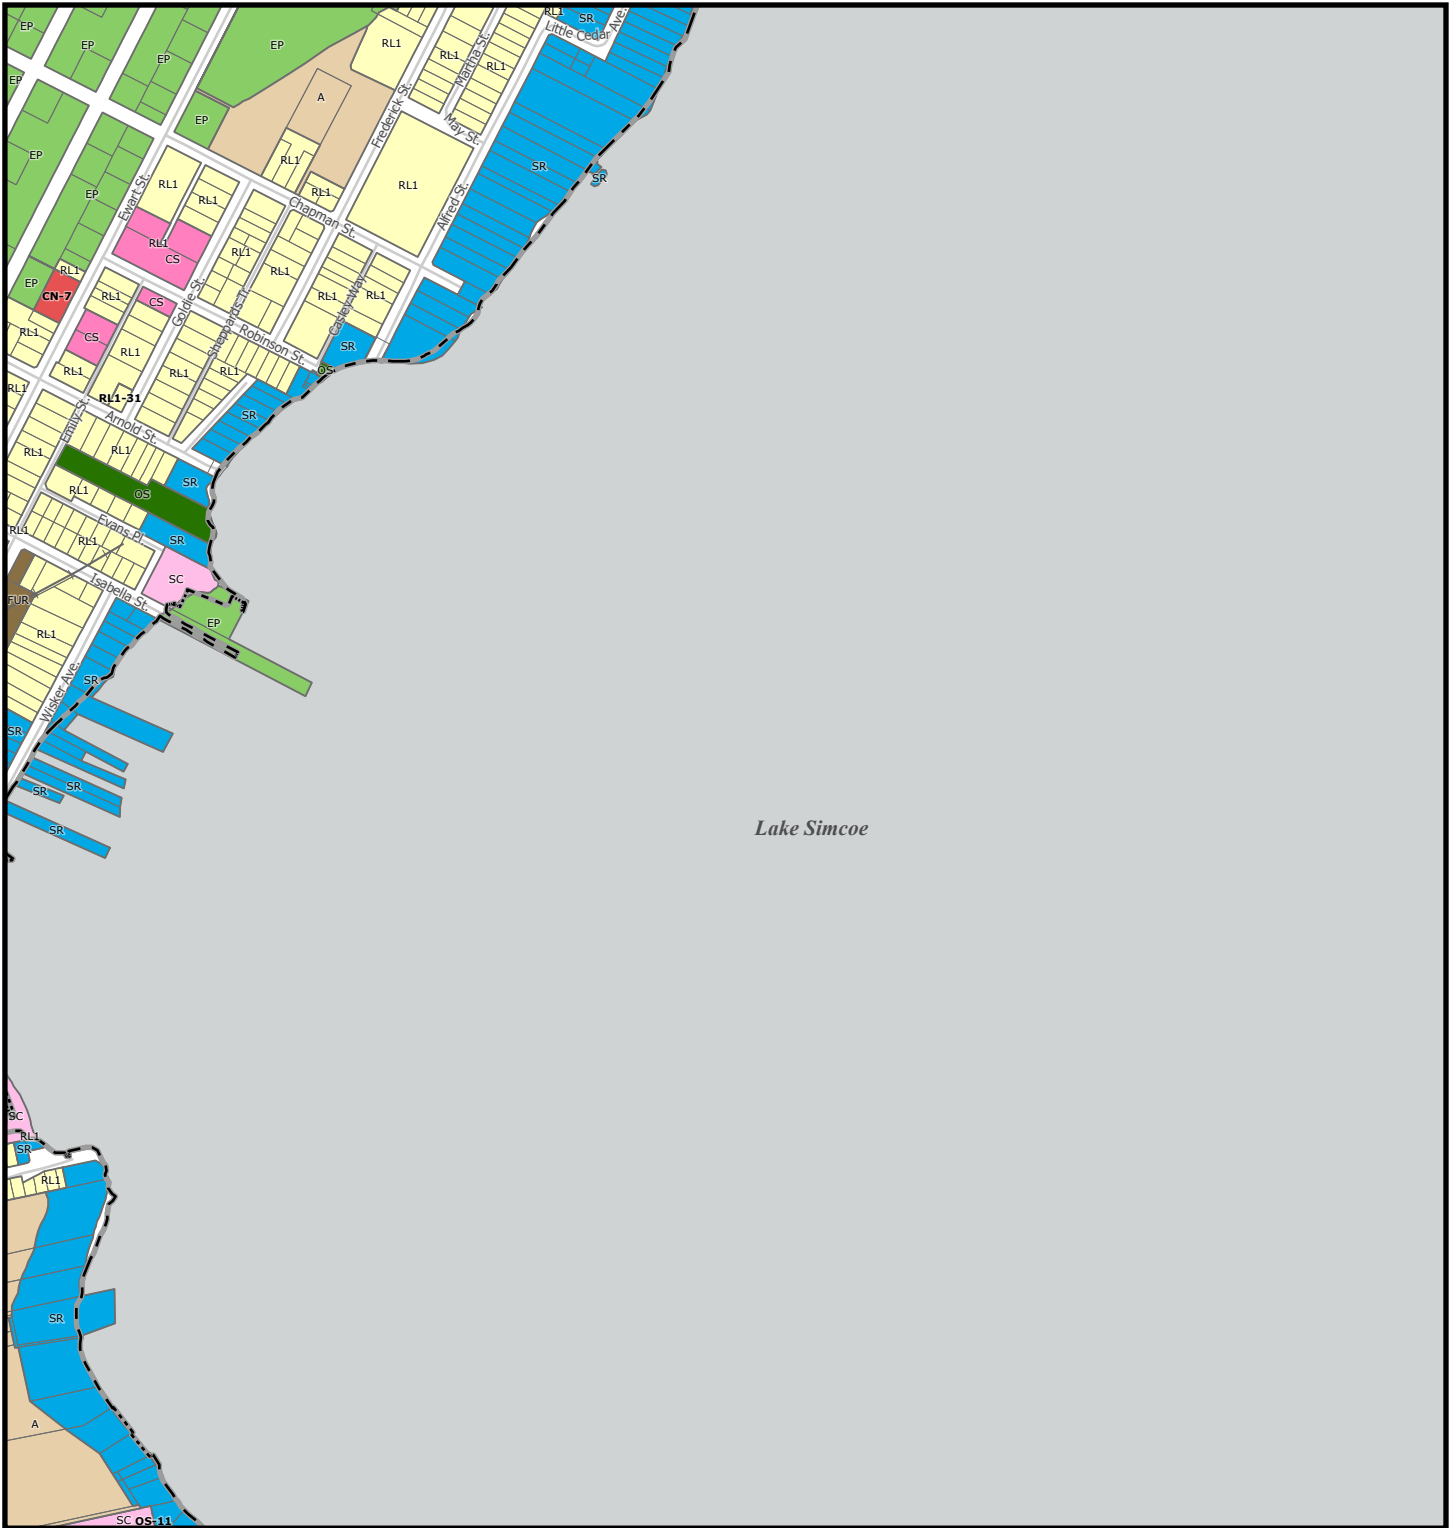 RL1
SR
EP
Little Cedar Ave.
EP
RL1
EP
Martha St.
RL1
EP
RL1
EP
A
Frederick St.
EP
May St.
EP
RL1
SR
SR
RL1
Ewart St.
RL1
EP
RL1
RL1
Alfred St.
Chapman St.
RL1
RL1
CS
RL1
RL1
EP
CN-7
RL1
CS
Goldie St.
Sheppards Tr.
RL1
Casley Way
RL1
RL1
CS
Robinson St.
SR
RL1
RL1
RL1
RL1
OS
RL1
RL1-31
Emily St.
Arnold St.
SR
RL1
RL1
SR
RL1
OS
RL1
Evans Pl.
RL1
SR
Isabella St.
SC
FUR
EP
RL1
Wisker Ave.
SR
SR
SR
SR
SR
Lake Simcoe
SC
RL1
SR
RL1
SR
A
SC OS-11